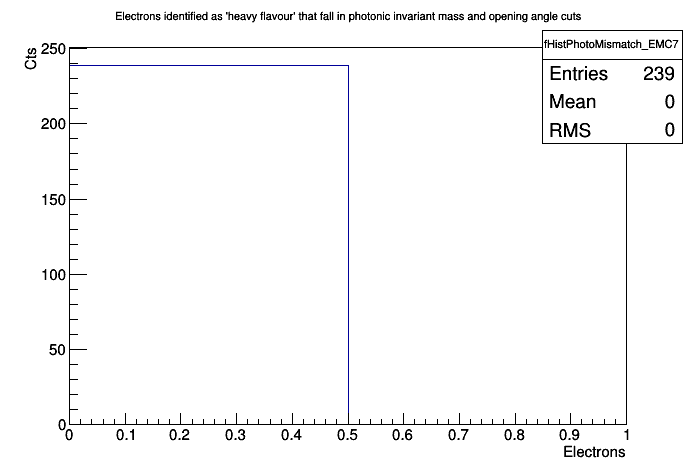 Electrons identified as 'heavy flavour' that fall in photonic invariant mass and opening angle cuts
fHistPhotoMismatch_EMC7
Entries 239
Mean 0
RMS 0
Cts
250
200
150
100
50
0
0 0.1 0.2 0.3 0.4 0.5 0.6 0.7 0.8 0.9 1
Electrons